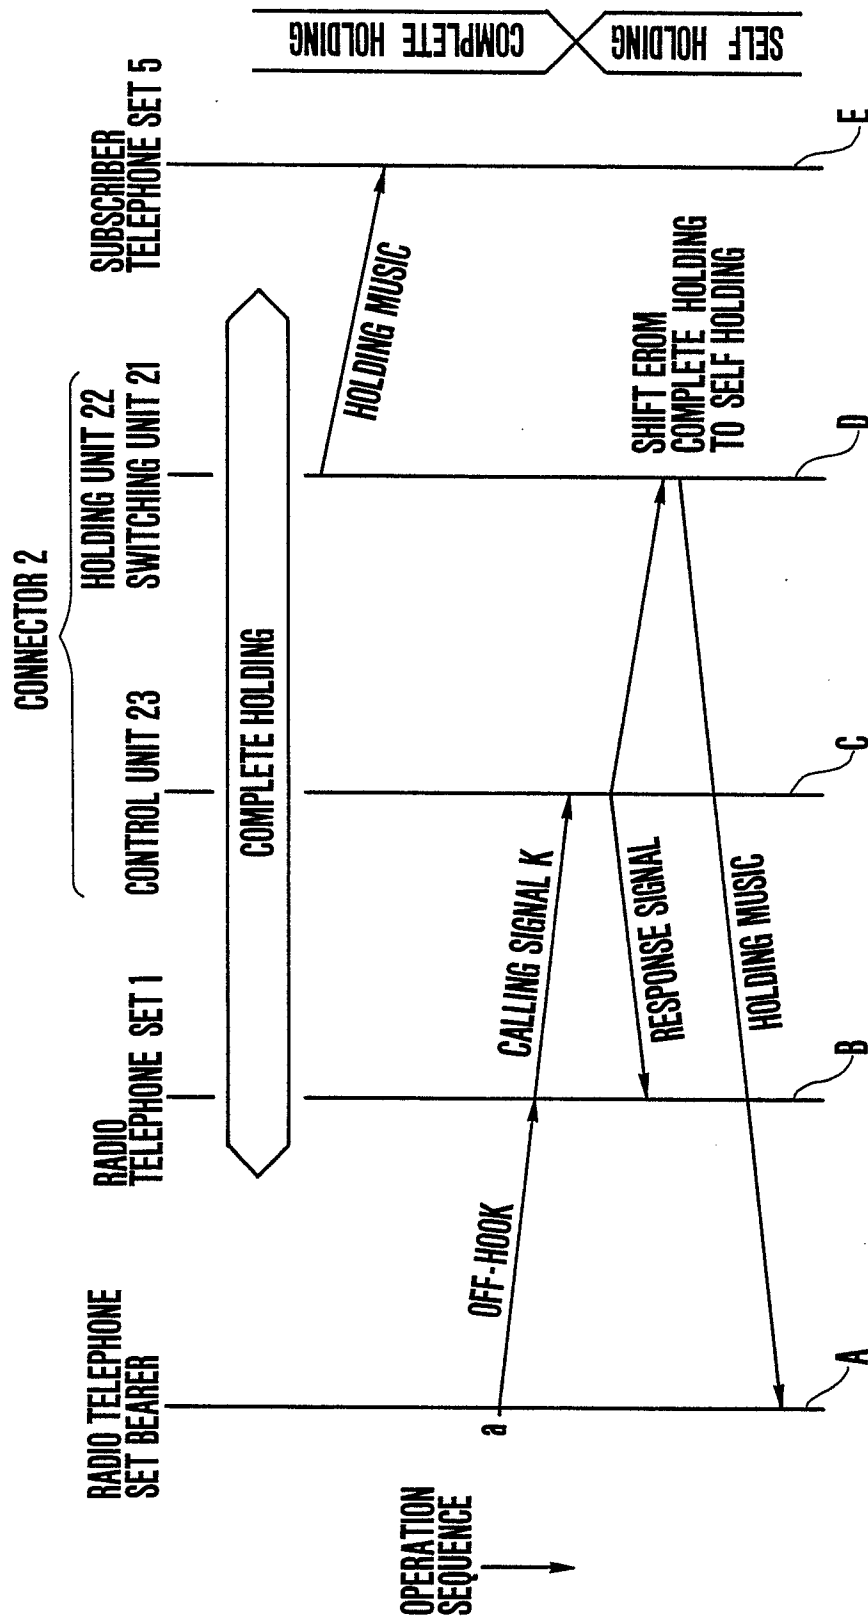 CONNECTOR 2
RADIO TELEPHONE
SET BEARER
RADIO
TELEPHONE SET 1
CONTROL UNIT 23
HOLDING UNIT 22
SWITCHING UNIT 21
SUBSCRIBER
TELEPHONE SET 5
COMPLETE HOLDING
COMPLETE HOLDING
SELF HOLDING
HOLDING MUSIC
OPERATION
SEQUENCE
a
OFF-HOOK
CALLING SIGNAL K
RESPONSE SIGNAL
SHIFT EROM
COMPLETE HOLDING
TO SELF HOLDING
HOLDING MUSIC
A
B
C
D
E